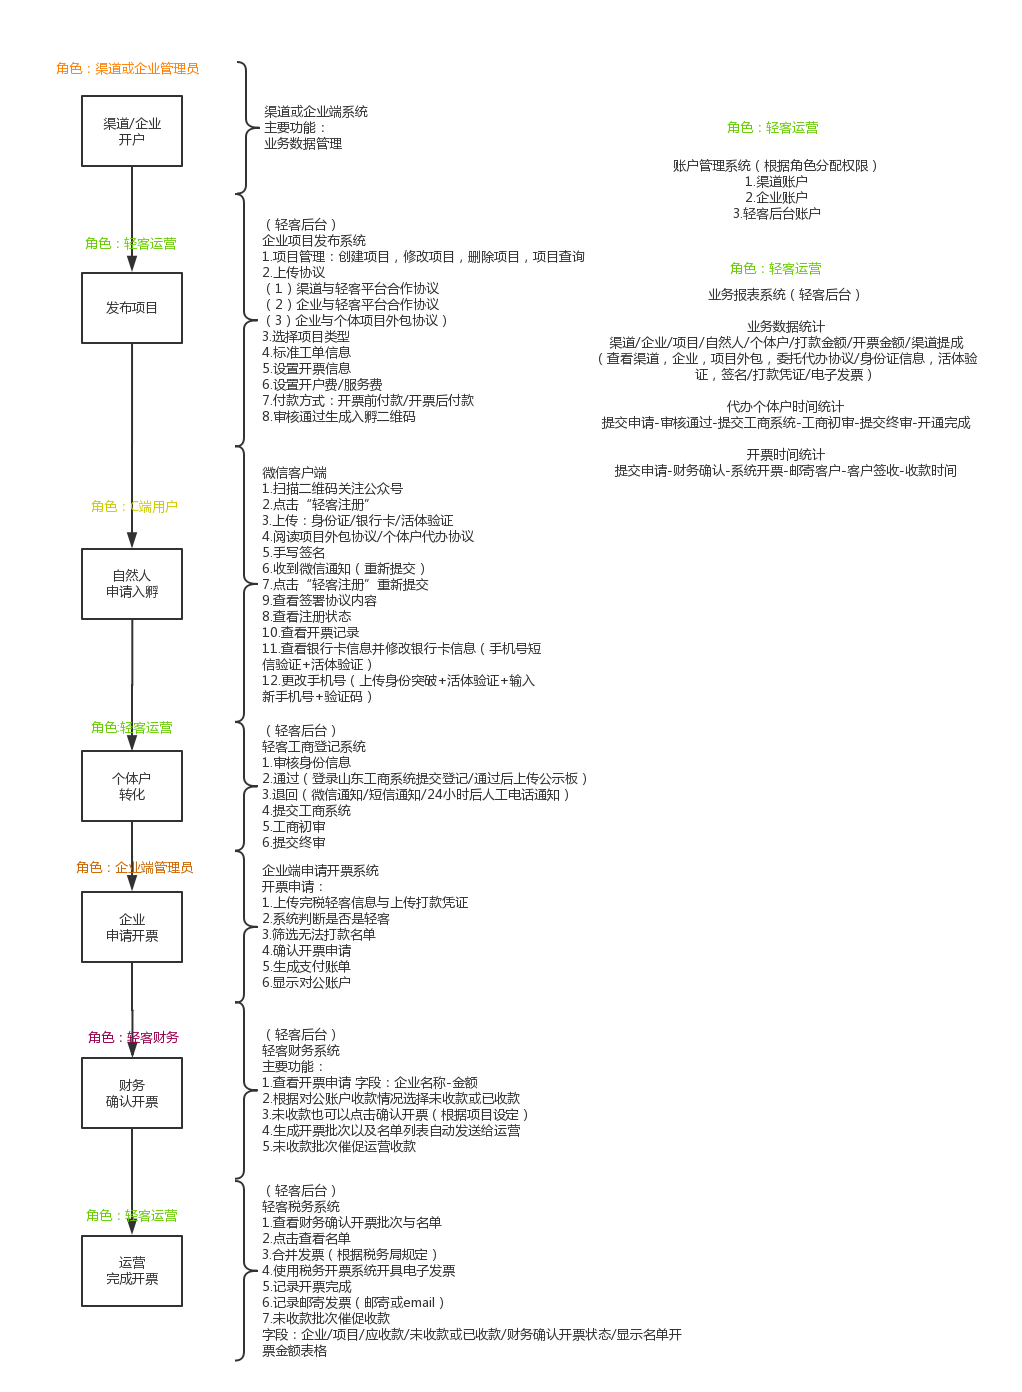 角色：渠道或企业管理员
渠道/企业
开户
渠道或企业端系统
主要功能：
业务数据管理
角色：轻客运营
发布项目
（轻客后台）
企业项目发布系统
1.项目管理：创建项目，修改项目，删除项目，项目查询
2.上传协议
（1）渠道与轻客平台合作协议
（2）企业与轻客平台合作协议
（3）企业与个体项目外包协议）
3.选择项目类型
4.标准工单信息
5.设置开票信息
6.设置开户费/服务费
7.付款方式：开票前付款/开票后付款
8.审核通过生成入孵二维码
角色：C端用户
自然人
申请入孵
微信客户端
1.扫描二维码关注公众号
2.点击“轻客注册”
3.上传：身份证/银行卡/活体验证
4.阅读项目外包协议/个体户代办协议
5.手写签名
6.收到微信通知（重新提交）
7.点击“轻客注册”重新提交
9.查看签署协议内容
8.查看注册状态
10.查看开票记录
11.查看银行卡信息并修改银行卡信息（手机号短
信验证+活体验证）
12.更改手机号（上传身份突破+活体验证+输入
新手机号+验证码）
角色:轻客运营
个体户
转化
（轻客后台）
轻客工商登记系统
1.审核身份信息
2.通过（登录山东工商系统提交登记/通过后上传公示板）
3.退回（微信通知/短信通知/24小时后人工电话通知）
4.提交工商系统
5.工商初审
6.提交终审
角色：企业端管理员
企业
申请开票
企业端申请开票系统
开票申请：
1.上传完税轻客信息与上传打款凭证
2.系统判断是否是轻客
3.筛选无法打款名单
4.确认开票申请
5.生成支付账单
6.显示对公账户
角色：轻客财务
财务
确认开票
（轻客后台）
轻客财务系统
主要功能：
1.查看开票申请 字段：企业名称-金额
2.根据对公账户收款情况选择未收款或已收款
3.未收款也可以点击确认开票（根据项目设定）
4.生成开票批次以及名单列表自动发送给运营
5.未收款批次催促运营收款
角色：轻客运营
运营
完成开票
（轻客后台）
轻客税务系统
1.查看财务确认开票批次与名单
2.点击查看名单
3.合并发票（根据税务局规定）
4.使用税务开票系统开具电子发票
5.记录开票完成
6.记录邮寄发票（邮寄或email）
7.未收款批次催促收款
字段：企业/项目/应收款/未收款或已收款/财务确认开票状态/显示名单开
票金额表格
角色：轻客运营
账户管理系统（根据角色分配权限）
1.渠道账户
2.企业账户
3.轻客后台账户
角色：轻客运营
业务报表系统（轻客后台）
业务数据统计
渠道/企业/项目/自然人/个体户/打款金额/开票金额/渠道提成
（查看渠道，企业，项目外包，委托代办协议/身份证信息，活体验
证，签名/打款凭证/电子发票）
代办个体户时间统计
提交申请-审核通过-提交工商系统-工商初审-提交终审-开通完成
开票时间统计
提交申请-财务确认-系统开票-邮寄客户-客户签收-收款时间